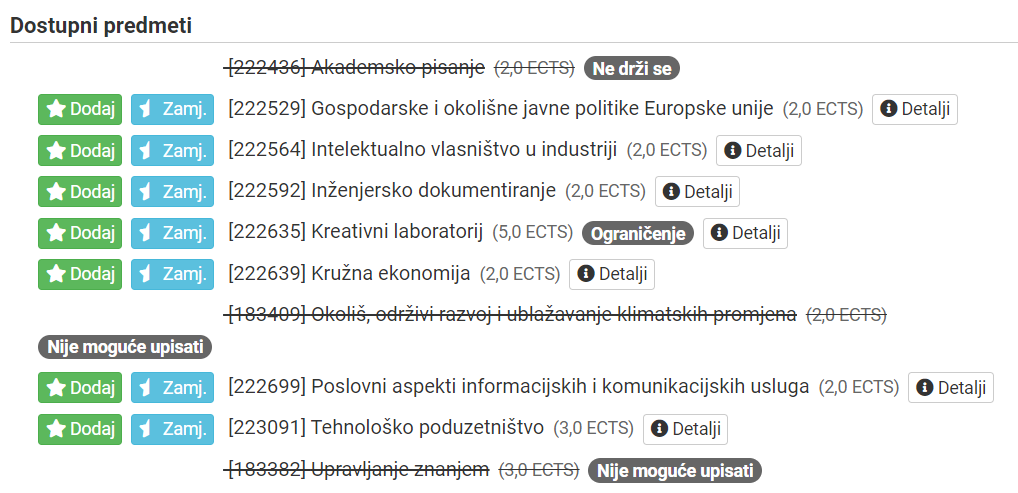 Dostupni predmeti
[222436] Akademsko pisanje (2,0 ECTS) Ne drži se
Dodaj Zamj. [222529] Gospodarske i okolišne javne politike Europske unije (2,0 ECTS) Detalji
Dodaj Zamj. [222564] Intelektualno vlasništvo u industriji (2,0 ECTS) Detalji
Dodaj Zamj. [222592] Inženjersko dokumentiranje (2,0 ECTS) Detalji
Dodaj Zamj. [222635] Kreativni laboratorij (5,0 ECTS) Ograničenje Detalji
Dodaj Zamj. [222639] Kružna ekonomija (2,0 ECTS) Detalji
[183409] Okoliš, održivi razvoj i ublažavanje klimatskih promjena (2,0 ECTS)
Nije moguće upisati
Dodaj Zamj. [222699] Poslovni aspekti informacijskih i komunikacijskih usluga (2,0 ECTS) Detalji
Dodaj Zamj. [223091] Tehnološko poduzetništvo (3,0 ECTS) Detalji
[183382] Upravljanje znanjem (3,0 ECTS) Nije moguće upisati